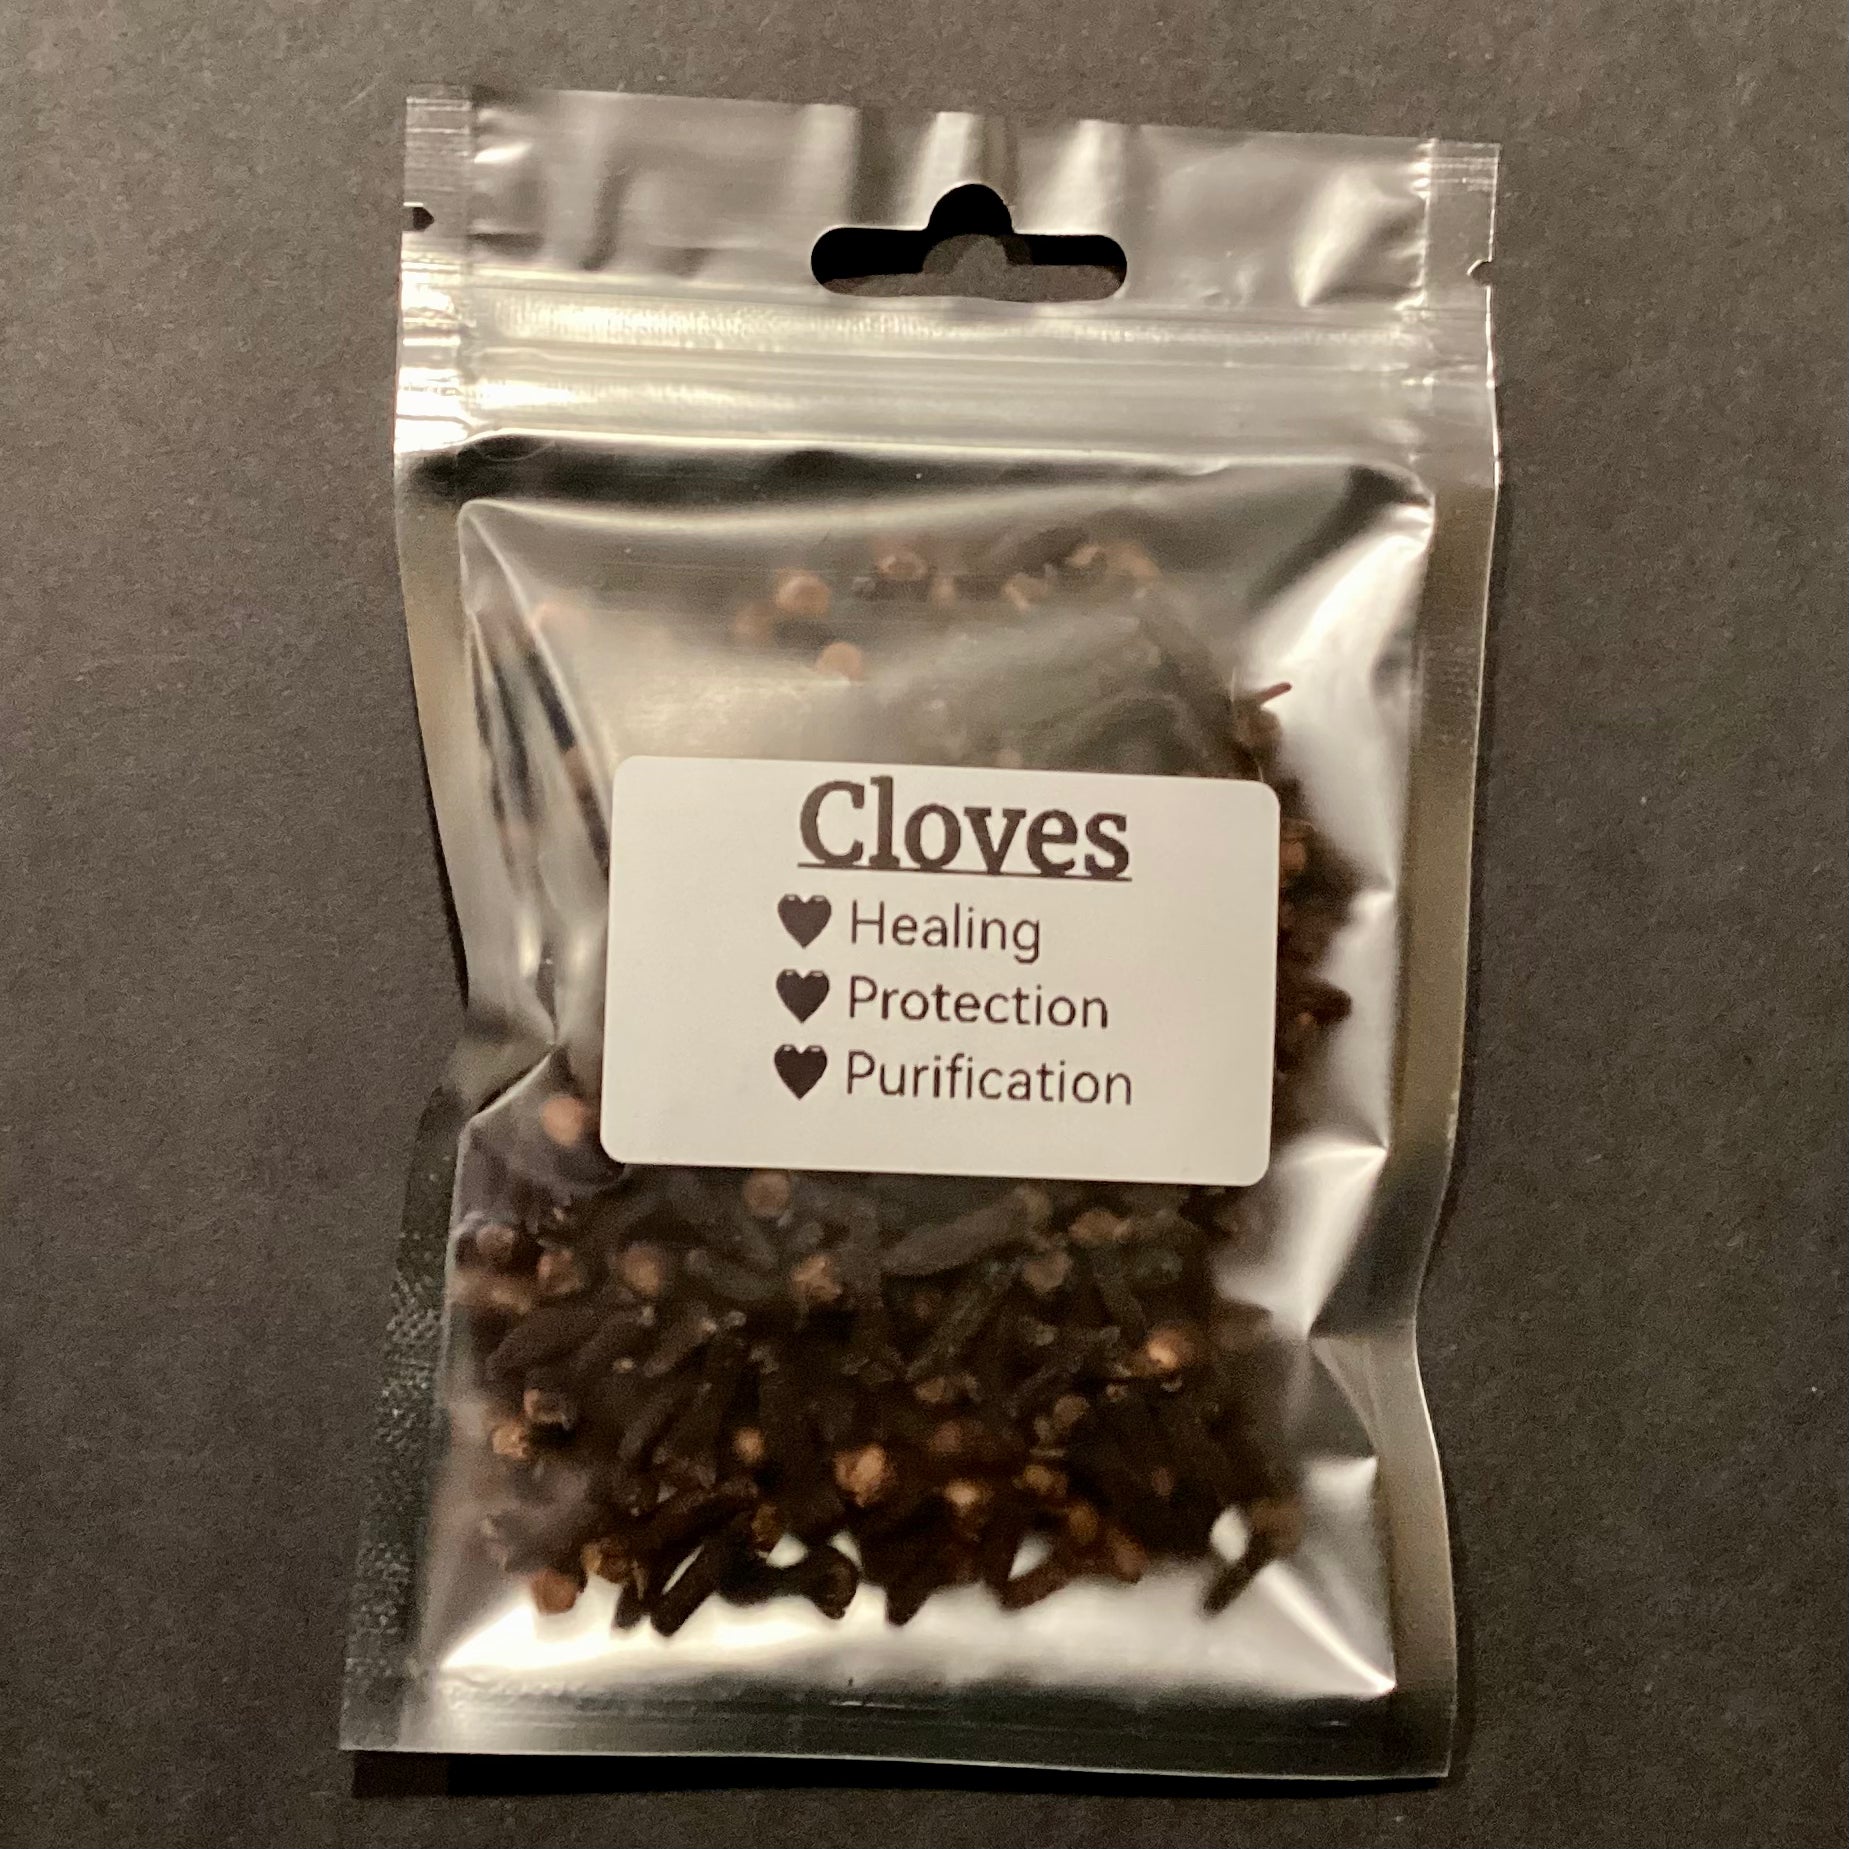 Cloves
🖤 Healing
🖤 Protection
🖤 Purification